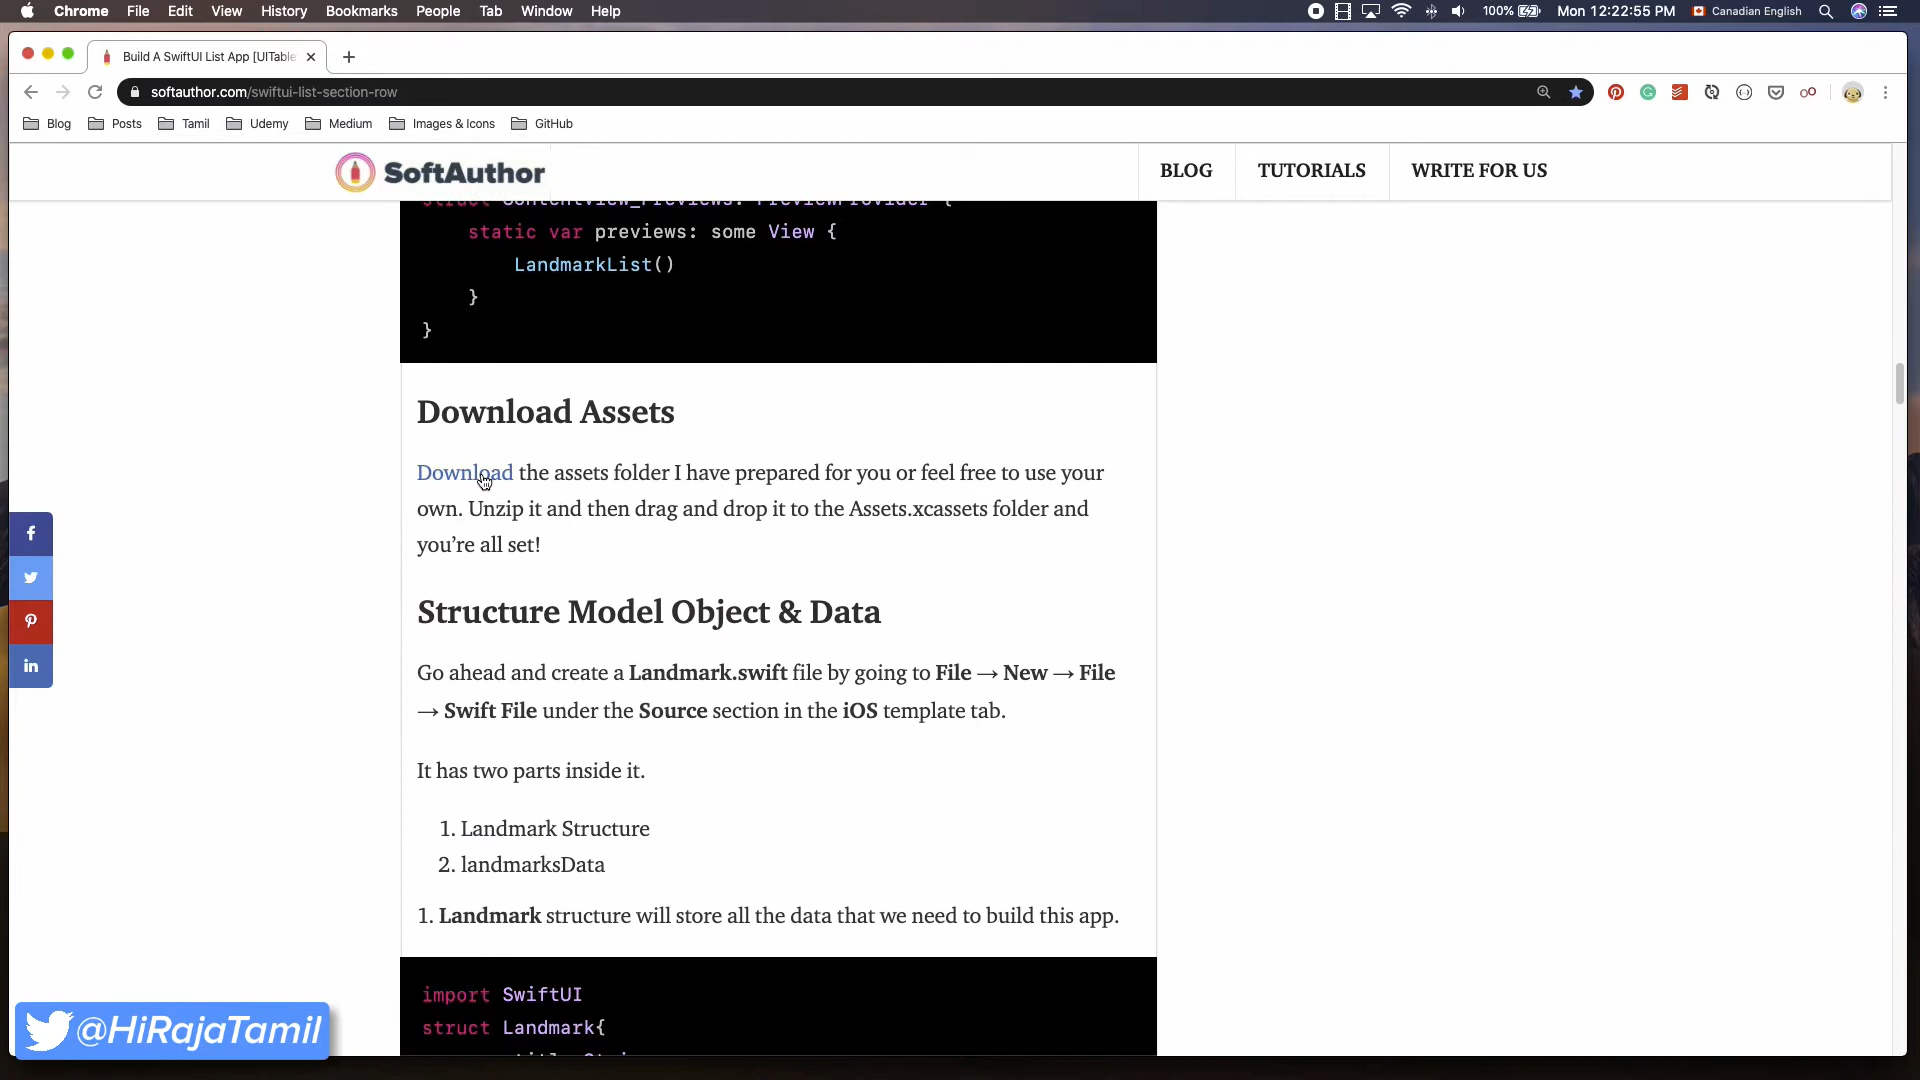 Chrome File Edit View History Bookmarks People Tab Window Help 100% Mon 12:22:55 PM Canadian English
Build A SwiftUI List App [UITable
softauthor.com/swiftui-list-section-row
Blog Posts Tamil Udemy Medium Images & Icons GitHub
SoftAuthor BLOG TUTORIALS WRITE FOR US
struct ContentView_Previews: PreviewProvider {
static var previews: some View {
LandmarkList()
}
}
Download Assets
Download the assets folder I have prepared for you or feel free to use your
own. Unzip it and then drag and drop it to the Assets.xcassets folder and
you’re all set!
Structure Model Object & Data
Go ahead and create a Landmark.swift file by going to File → New → File
→ Swift File under the Source section in the iOS template tab.
It has two parts inside it.
1. Landmark Structure
2. landmarksData
1. Landmark structure will store all the data that we need to build this app.
import SwiftUI
struct Landmark{
@HiRajaTamil